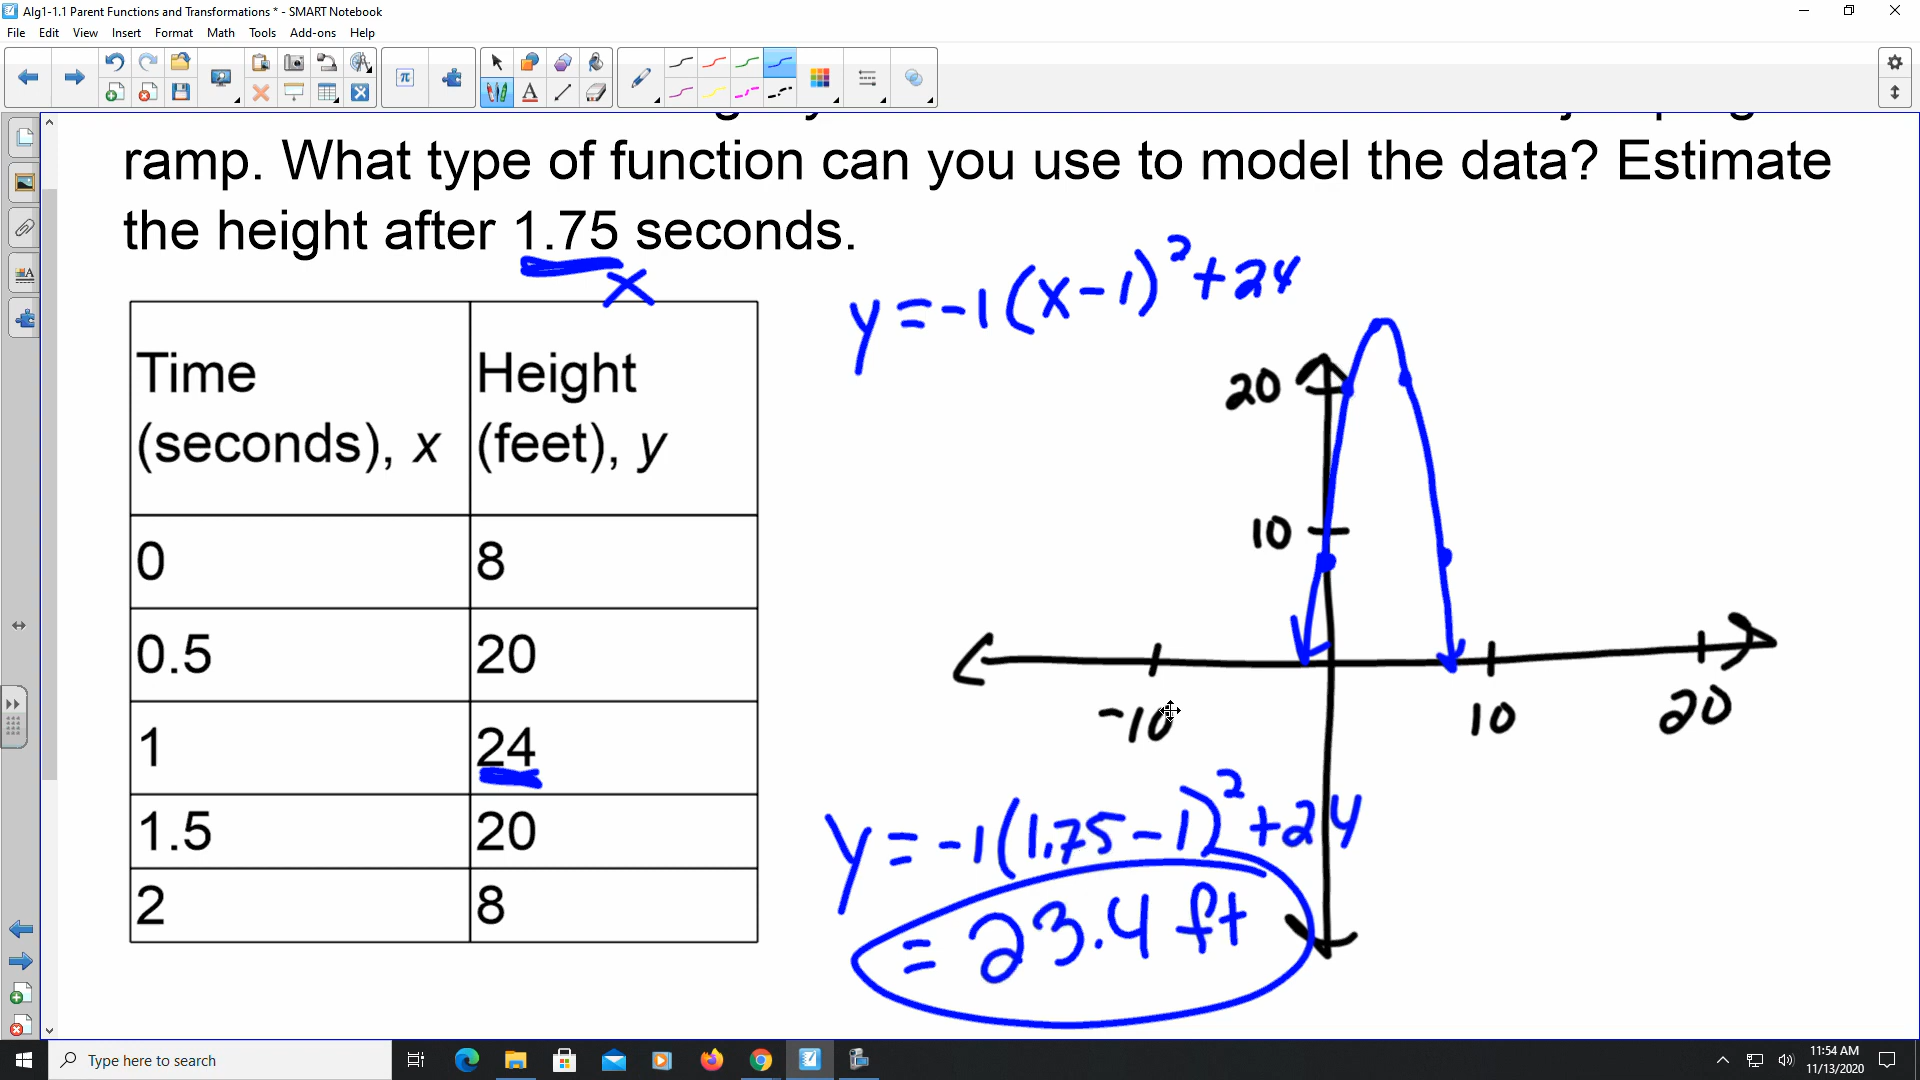 Alg1-1.1 Parent Functions and Transformations * - SMART Notebook
File Edit View Insert Format Math Tools Add-ons Help
ramp. What type of function can you use to model the data? Estimate
the height after 1.75 seconds.
x
y = -1(x-1)²+24
Time (seconds), x Height (feet), y
0 8
0.5 20
1 24
1.5 20
2 8
20
10
-10 10 20
y = -1(1.75-1)²+24
= 23.4 ft
Type here to search
11:54 AM
11/13/2020